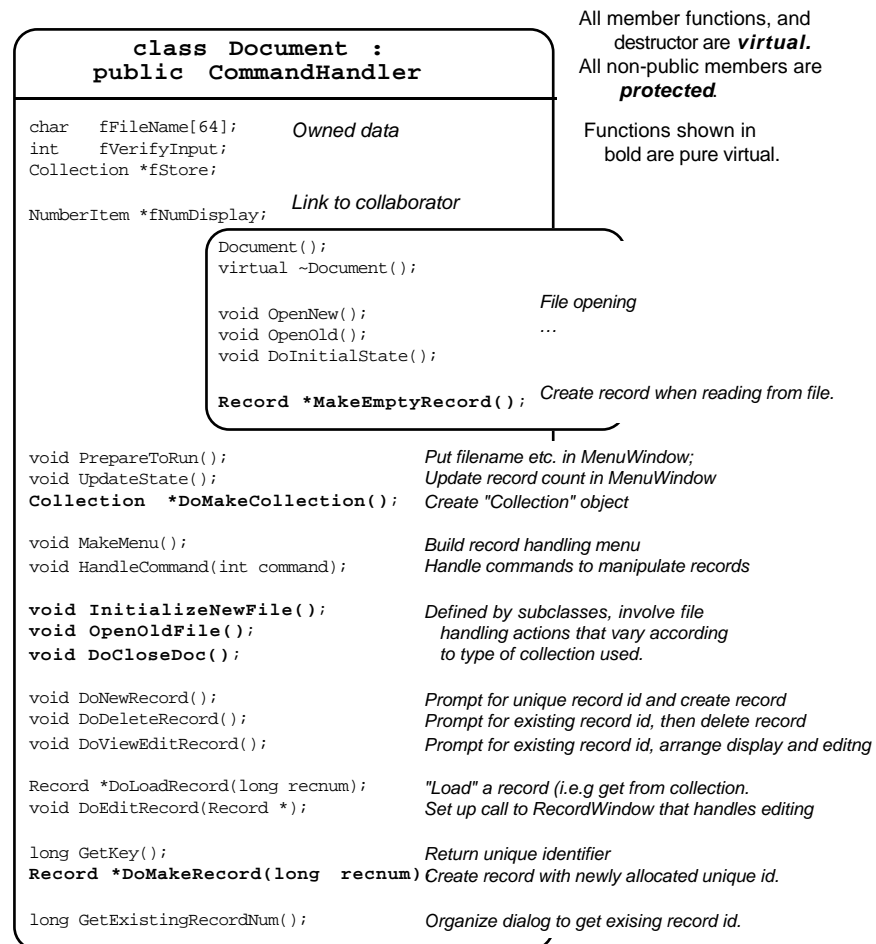 All member functions, and
destructor are virtual.
All non-public members are
protected.
Functions shown in
bold are pure virtual.
class Document :
public CommandHandler
char fFileName[64]; Owned data
int fVerifyInput;
Collection *fStore;
Link to collaborator
NumberItem *fNumDisplay;
Document();
virtual ~Document();
void OpenNew(); File opening
void OpenOld(); …
void DoInitialState();
Record *MakeEmptyRecord(); Create record when reading from file.
void PrepareToRun(); Put filename etc. in MenuWindow;
void UpdateState(); Update record count in MenuWindow
Collection *DoMakeCollection(); Create "Collection" object
void MakeMenu(); Build record handling menu
void HandleCommand(int command); Handle commands to manipulate records
void InitializeNewFile(); Defined by subclasses, involve file
void OpenOldFile(); handling actions that vary according
void DoCloseDoc(); to type of collection used.
void DoNewRecord(); Prompt for unique record id and create record
void DoDeleteRecord(); Prompt for existing record id, then delete record
void DoViewEditRecord(); Prompt for existing record id, arrange display and editng
Record *DoLoadRecord(long recnum); "Load" a record (i.e.g get from collection.
void DoEditRecord(Record *); Set up call to RecordWindow that handles editing
long GetKey(); Return unique identifier
Record *DoMakeRecord(long recnum); Create record with newly allocated unique id.
long GetExistingRecordNum(); Organize dialog to get exising record id.